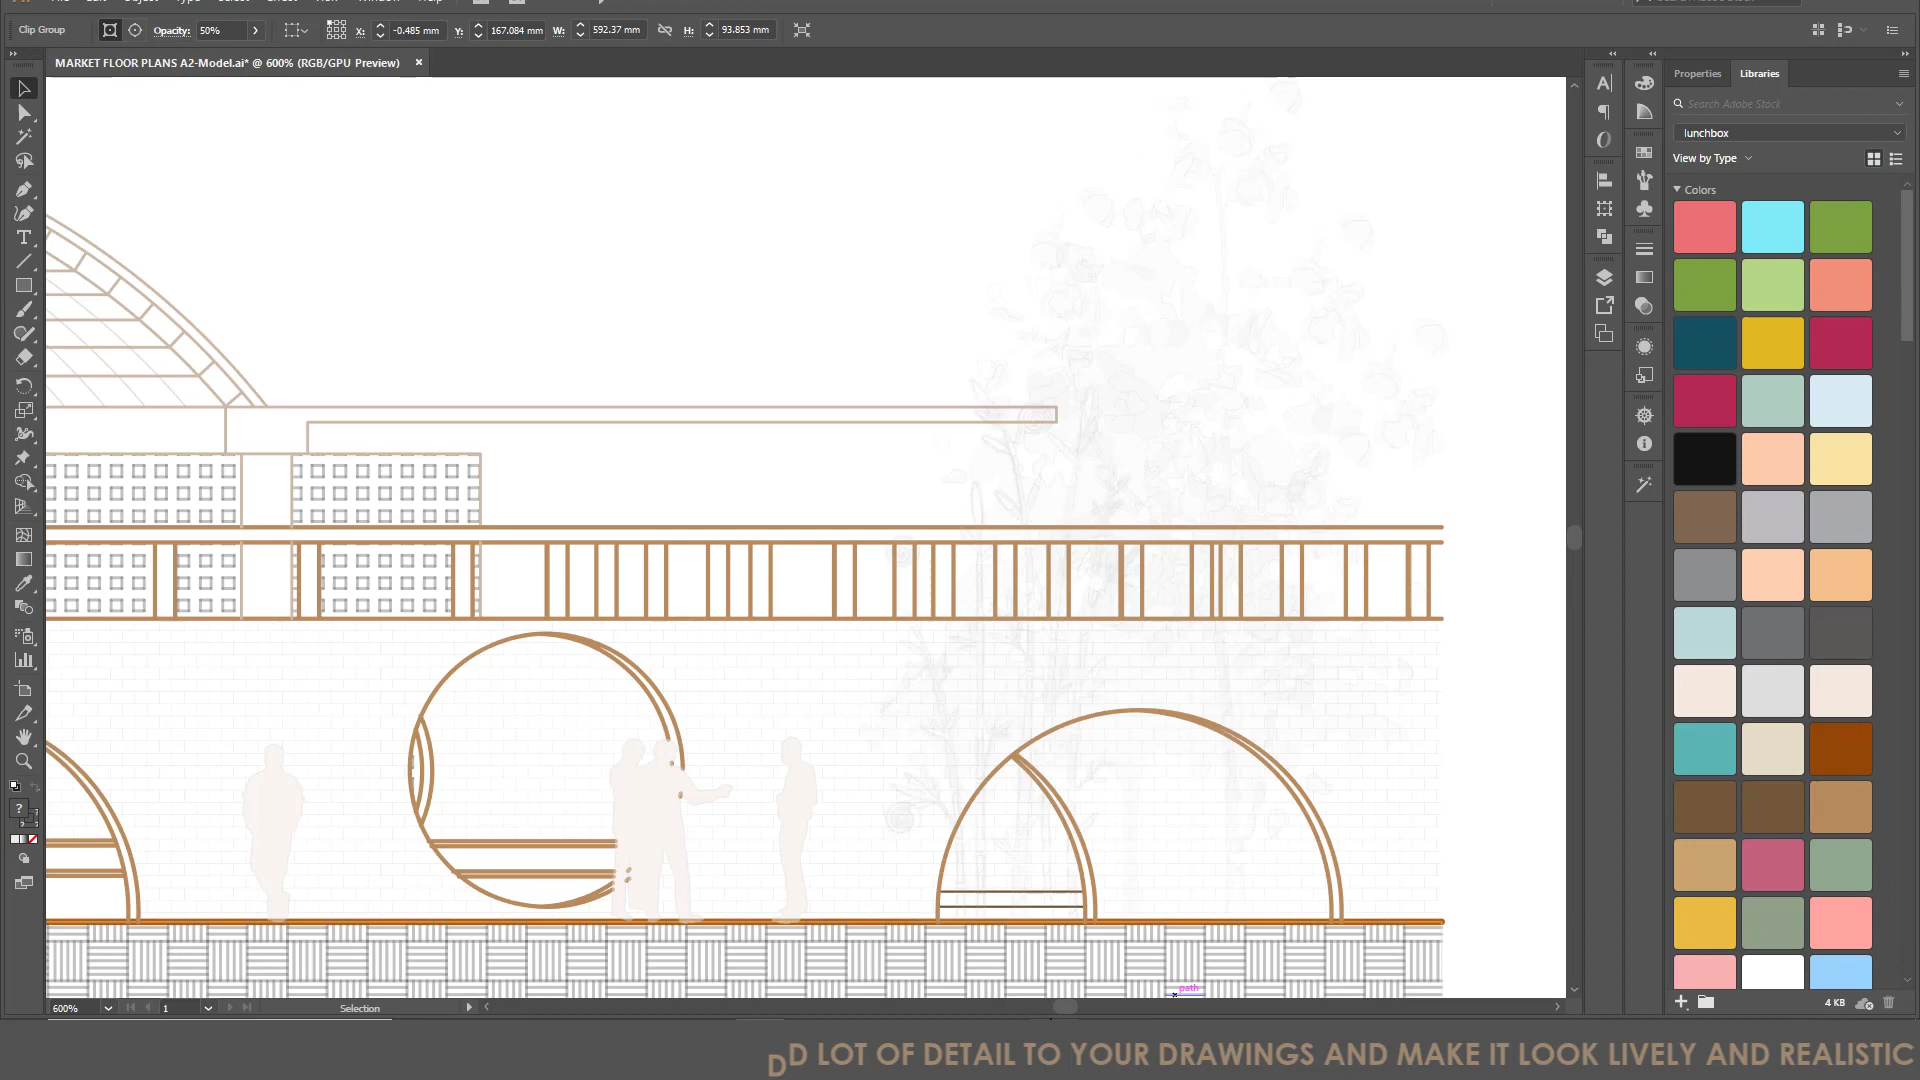 Clip Group
Opacity: 50%
X: -0.485 mm
Y: 167.084 mm
W: 592.37 mm
H: 93.853 mm
MARKET FLOOR PLANS A2-Model.ai* @ 600% (RGB/GPU Preview)
Properties
Libraries
Search Adobe Stock
lunchbox
View by Type
Colors
path
600%
1
Selection
4 KB
DD LOT OF DETAIL TO YOUR DRAWINGS AND MAKE IT LOOK LIVELY AND REALISTIC